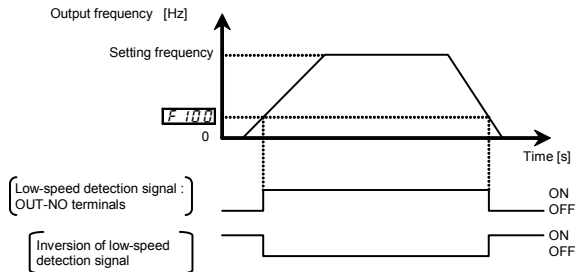 Output frequency [Hz]
Setting frequency
F100
0
Time [s]
Low-speed detection signal :
OUT-NO terminals
ON
OFF
Inversion of low-speed
detection signal
ON
OFF